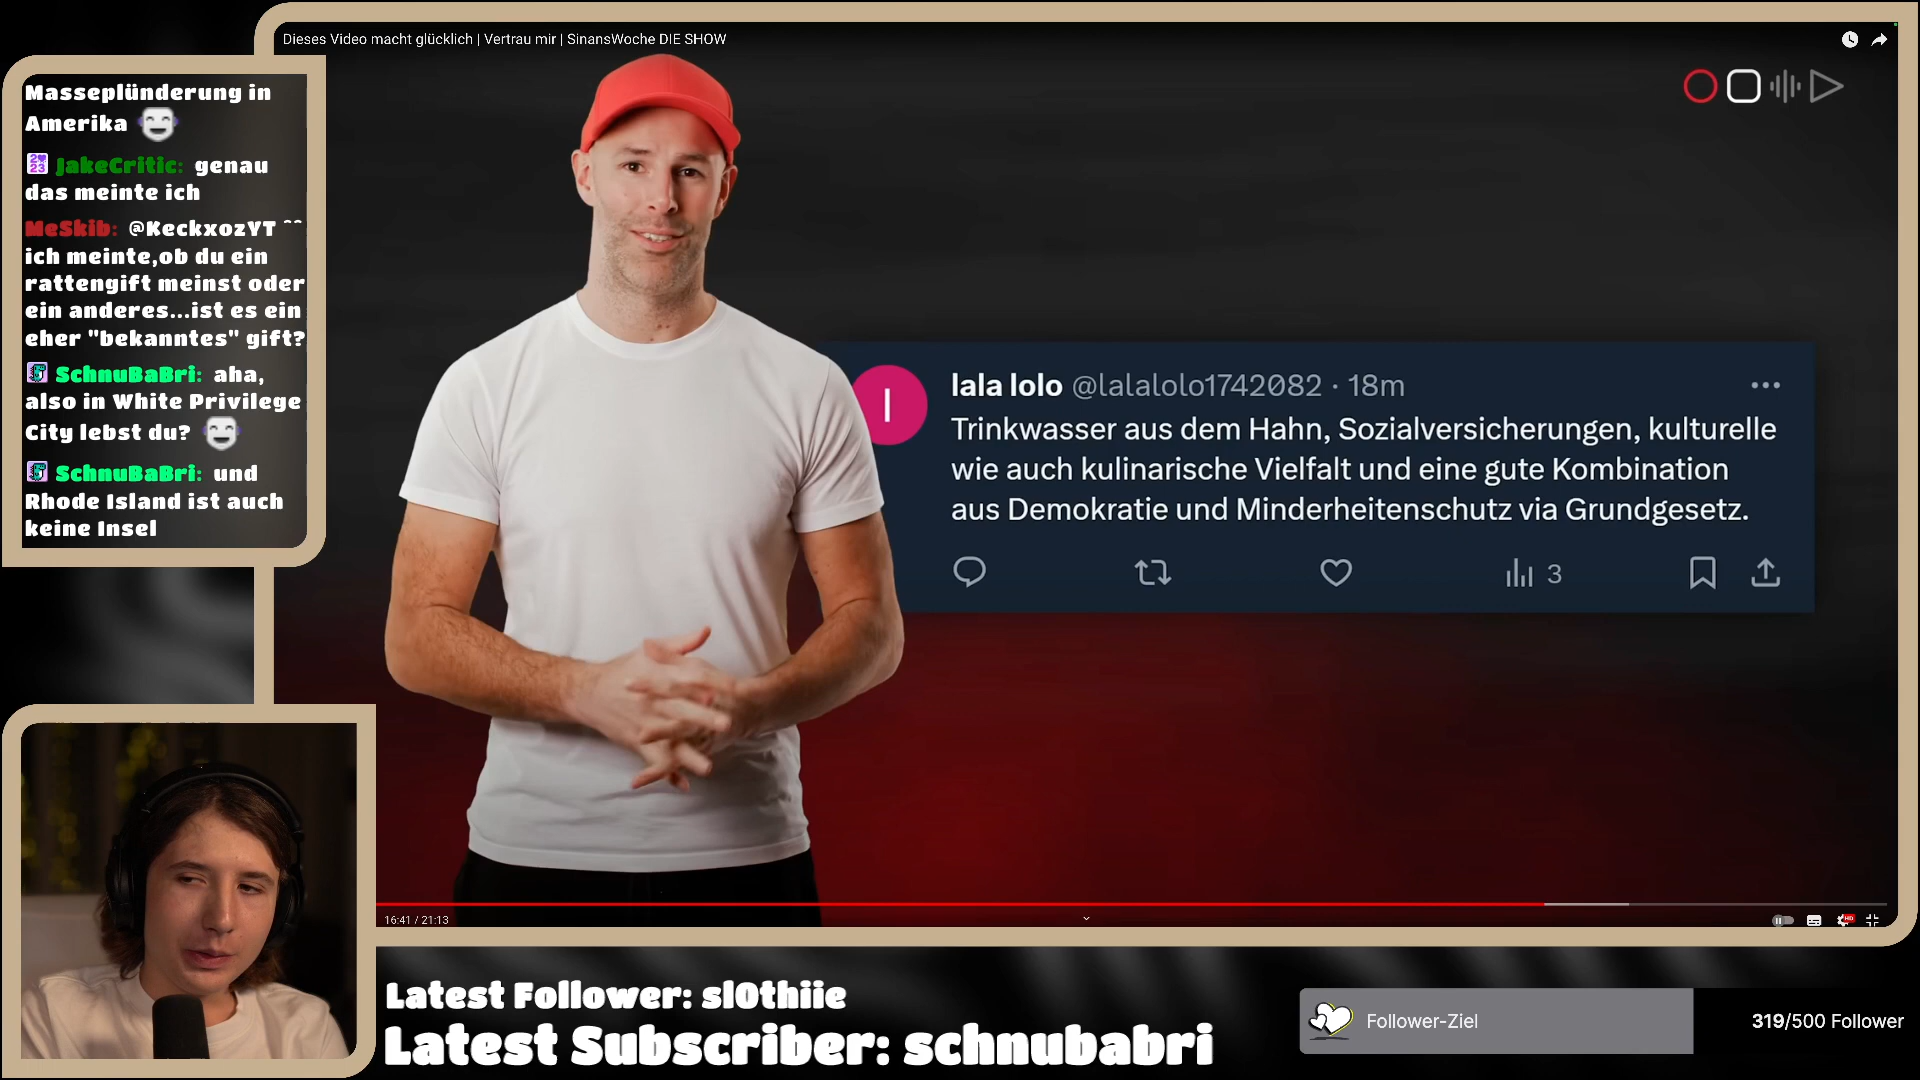 Dieses Video macht glücklich | Vertrau mir | SinansWoche DIE SHOW
Masseplünderung in
Amerika
JakeCritic: genau
das meinte ich
MeSkib: @KeckxozYT ^^
ich meinte,ob du ein
rattengift meinst oder
ein anderes...ist es ein
eher "bekanntes" gift?
SchnuBaBri: aha,
also in White Privilege
City lebst du?
SchnuBaBri: und
Rhode Island ist auch
keine Insel
l
lala lolo @lalalolo1742082 · 18m
Trinkwasser aus dem Hahn, Sozialversicherungen, kulturelle
wie auch kulinarische Vielfalt und eine gute Kombination
aus Demokratie und Minderheitenschutz via Grundgesetz.
3
16:41 / 21:13
HD
Latest Follower: sl0thiie
Latest Subscriber: schnubabri
Follower-Ziel
319/500 Follower